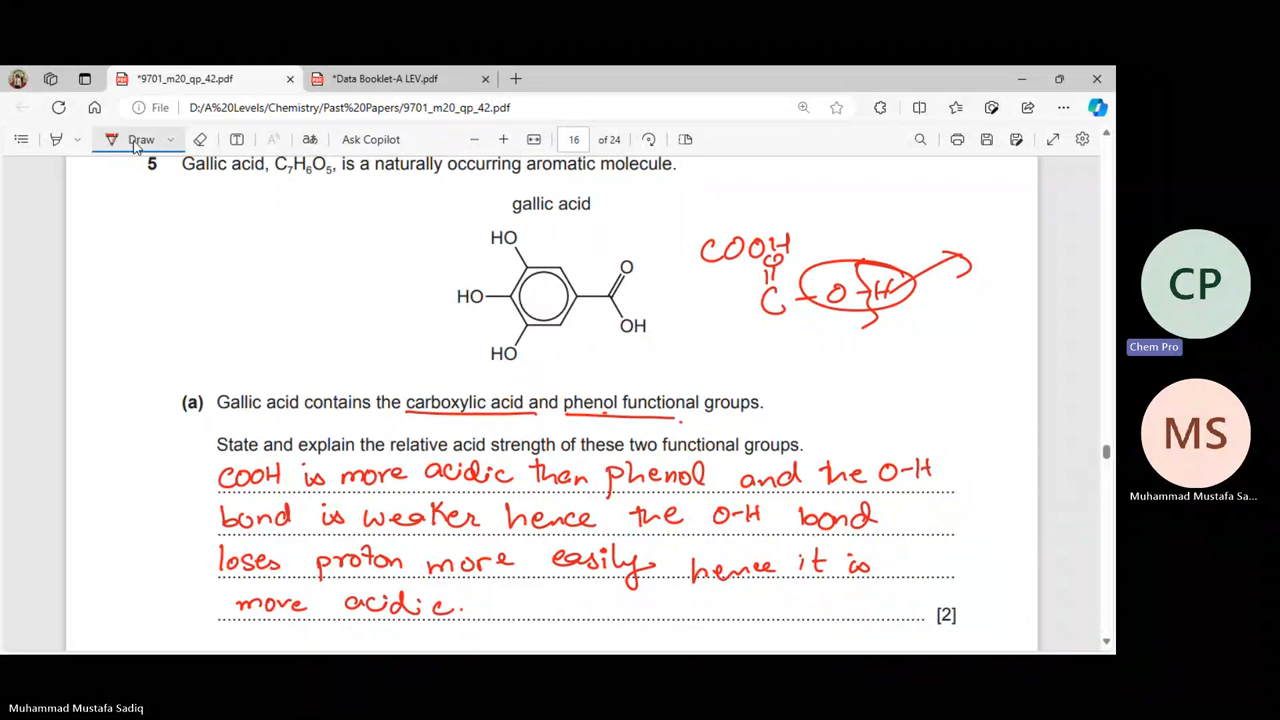 *9701_m20_qp_42.pdf
*Data Booklet-A LEV.pdf
File D:/A%20Levels/Chemistry/Past%20Papers/9701_m20_qp_42.pdf
Draw Ask Copilot 16 of 24
5 Gallic acid, C7H6O5, is a naturally occurring aromatic molecule.
gallic acid
HO
HO
HO
O
OH
COOH
O
C - O - H
(a) Gallic acid contains the carboxylic acid and phenol functional groups.
State and explain the relative acid strength of these two functional groups.
COOH is more acidic than phenol and the O-H
bond is weaker hence the O-H bond
loses proton more easily hence it is
more acidic.
[2]
CP
Chem Pro
MS
Muhammad Mustafa Sa...
Muhammad Mustafa Sadiq